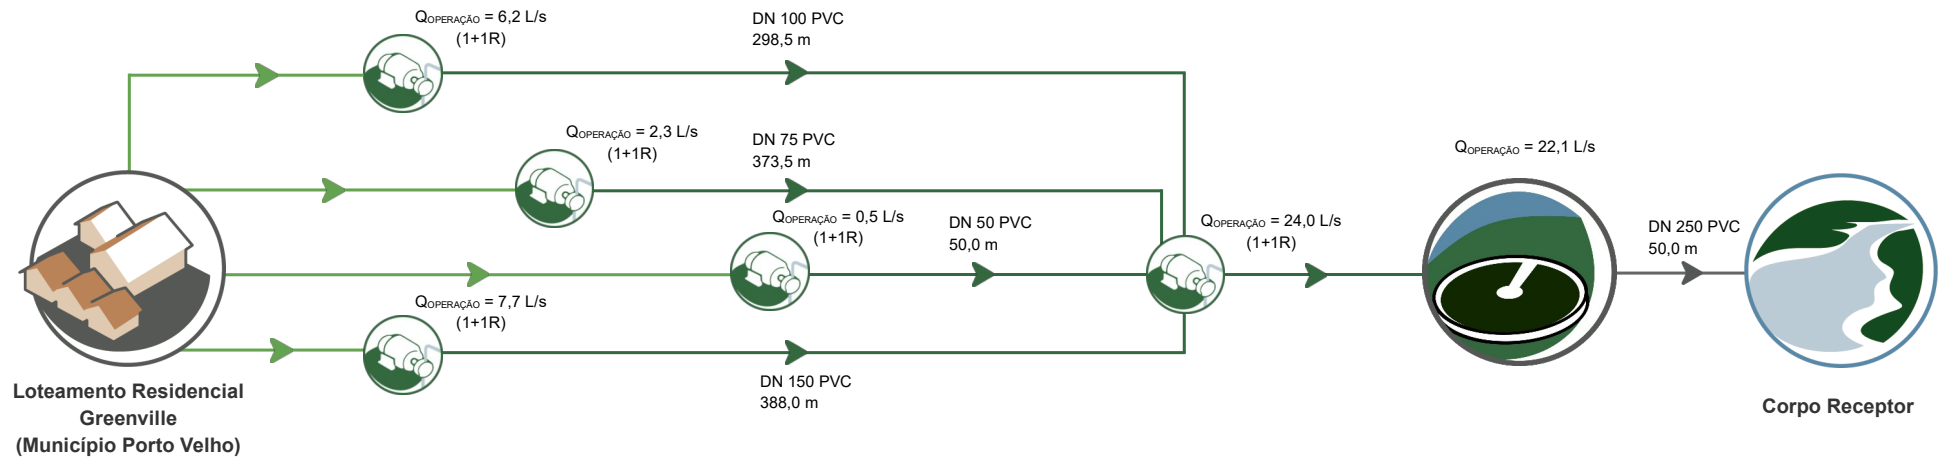 QOPERAÇÃO = 6,2 L/s
(1+1R)
DN 100 PVC
298,5 m
QOPERAÇÃO = 2,3 L/s
(1+1R)
DN 75 PVC
373,5 m
QOPERAÇÃO = 0,5 L/s
(1+1R)
DN 50 PVC
50,0 m
QOPERAÇÃO = 24,0 L/s
(1+1R)
QOPERAÇÃO = 22,1 L/s
DN 250 PVC
50,0 m
QOPERAÇÃO = 7,7 L/s
(1+1R)
DN 150 PVC
388,0 m
Loteamento Residencial
Greenville
(Município Porto Velho)
Corpo Receptor